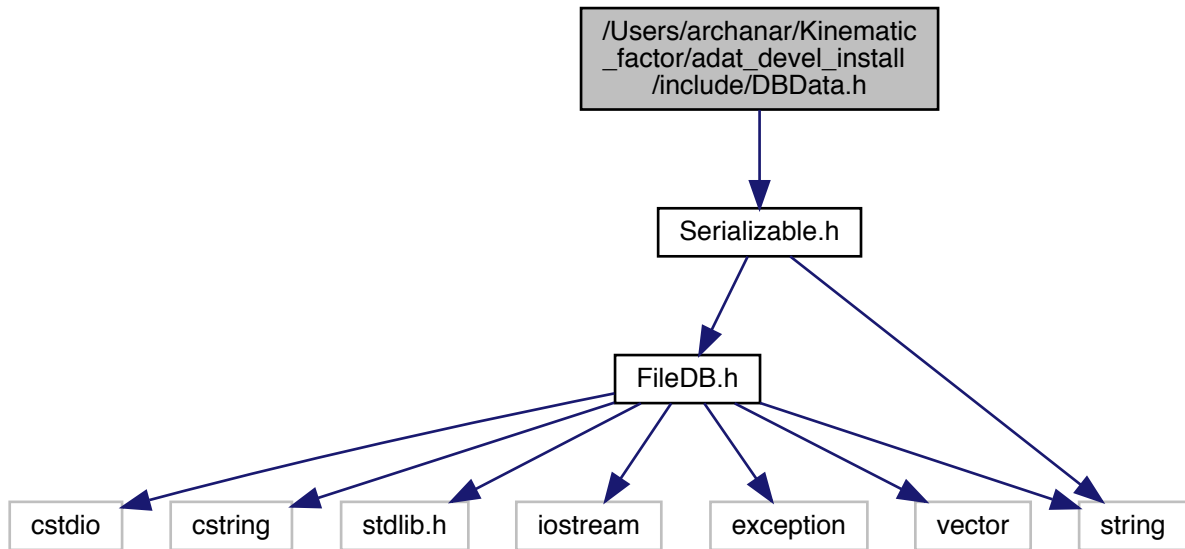 /Users/archanar/Kinematic
_factor/adat_devel_install
/include/DBData.h
Serializable.h
FileDB.h
cstdio
cstring
stdlib.h
iostream
exception
vector
string